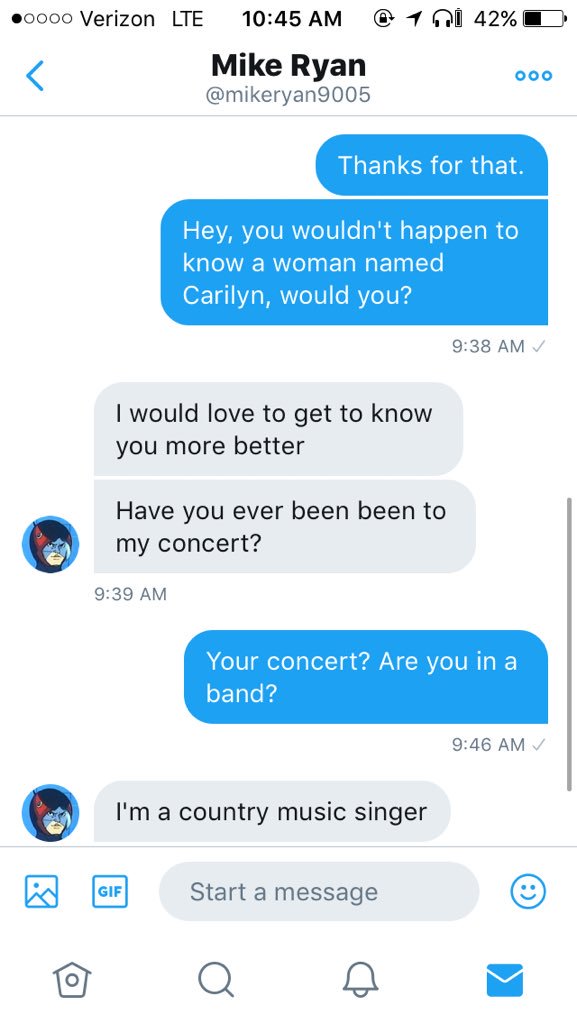 Verizon LTE 10:45 AM 42%
Mike Ryan
@mikeryan9005
Thanks for that.
Hey, you wouldn't happen to
know a woman named
Carilyn, would you?
9:38 AM
I would love to get to know
you more better
Have you ever been been to
my concert?
9:39 AM
Your concert? Are you in a
band?
9:46 AM
I'm a country music singer
GIF Start a message